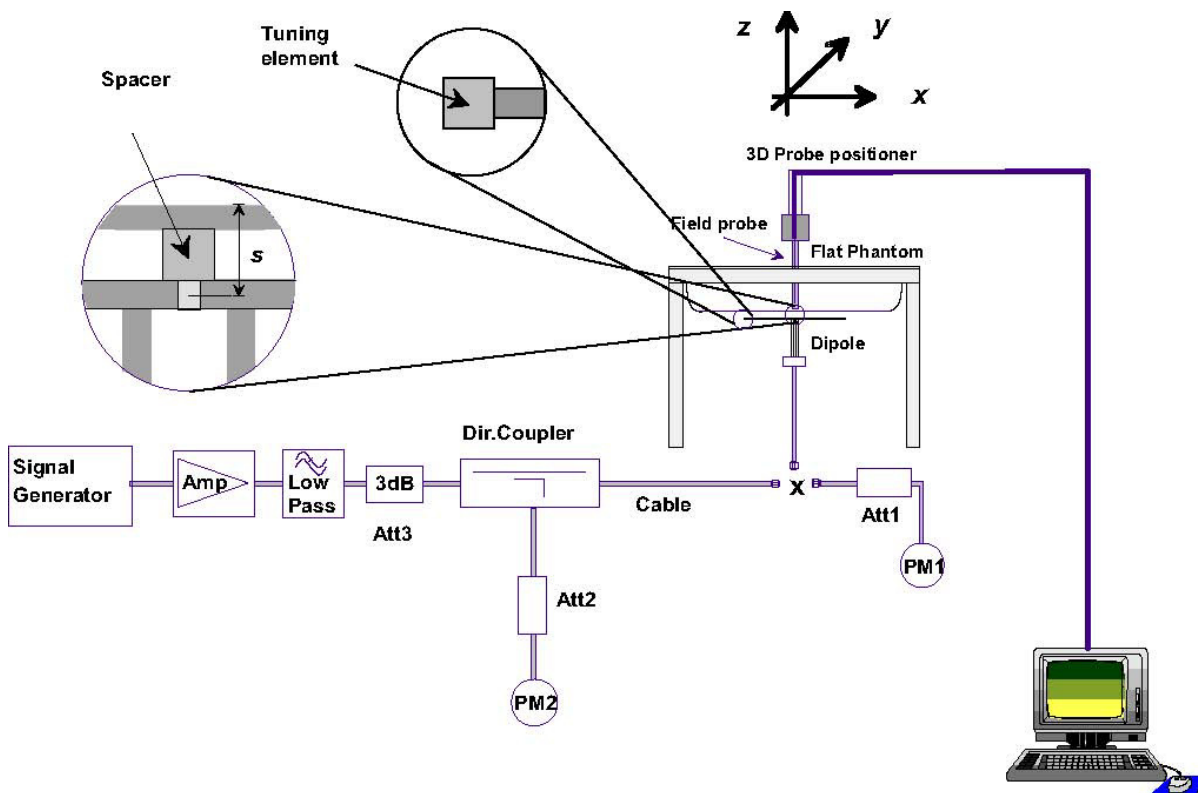 Tuning
element
Spacer
s
z
y
x
3D Probe positioner
Field probe
Flat Phantom
Dipole
Dir.Coupler
Signal
Generator
Amp
Low
Pass
3dB
Att3
Cable
x
Att1
PM1
Att2
PM2